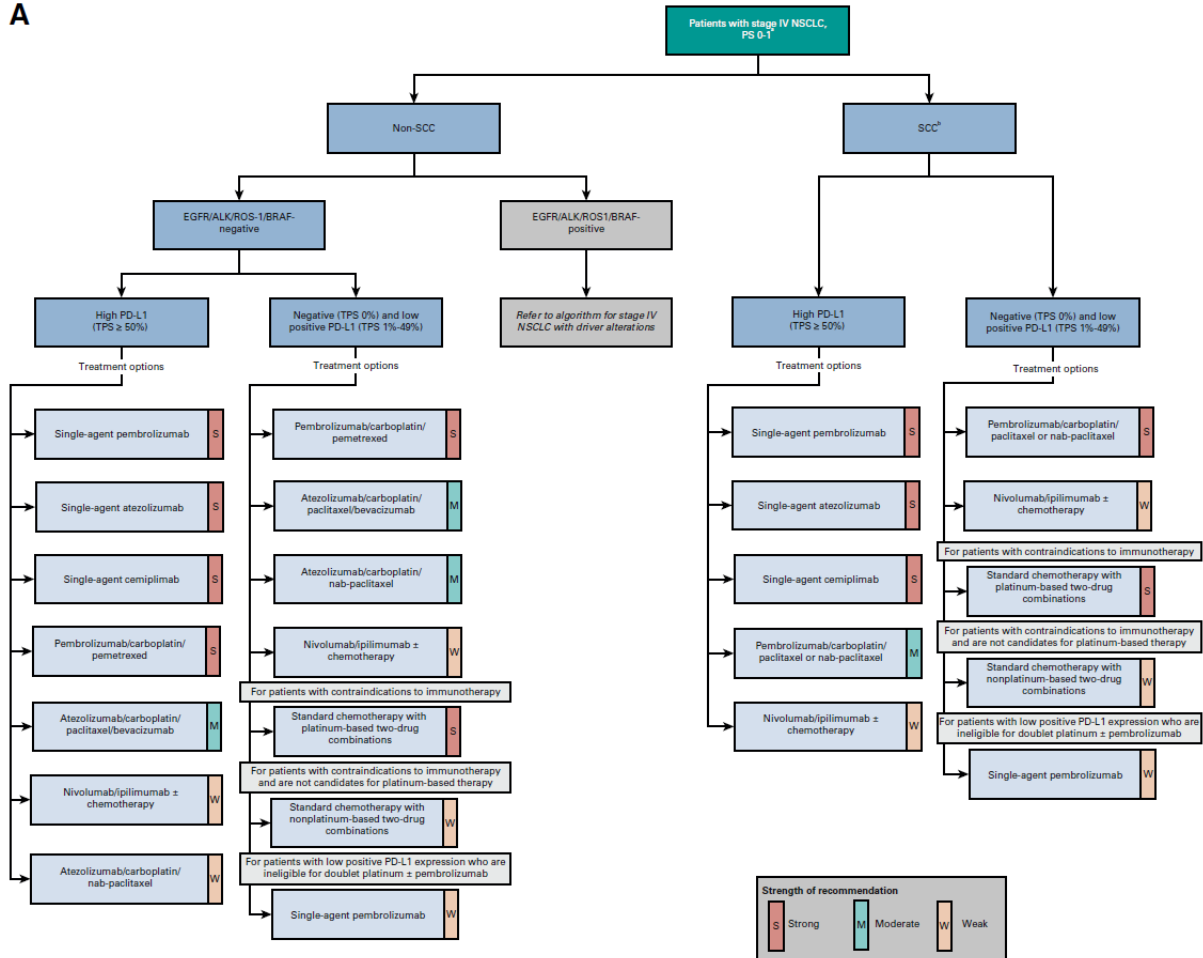 A
Patients with stage IV NSCLC,
PS 0-1a
Non-SCC
SCCb
EGFR/ALK/ROS-1/BRAF-
negative
EGFR/ALK/ROS1/BRAF-
positive
High PD-L1
(TPS ≥ 50%)
Negative (TPS 0%) and low
positive PD-L1 (TPS 1%-49%)
Refer to algorithm for stage IV
NSCLC with driver alterations
High PD-L1
(TPS ≥ 50%)
Negative (TPS 0%) and low
positive PD-L1 (TPS 1%-49%)
Treatment options
Single-agent pembrolizumab S
Single-agent atezolizumab S
Single-agent cemiplimab S
Pembrolizumab/carboplatin/
pemetrexed S
Atezolizumab/carboplatin/
paclitaxel/bevacizumab M
Nivolumab/ipilimumab ±
chemotherapy W
Atezolizumab/carboplatin/
nab-paclitaxel W
Treatment options
Pembrolizumab/carboplatin/
pemetrexed S
Atezolizumab/carboplatin/
paclitaxel/bevacizumab M
Atezolizumab/carboplatin/
nab-paclitaxel M
Nivolumab/ipilimumab ±
chemotherapy W
For patients with contraindications to immunotherapy
Standard chemotherapy with
platinum-based two-drug
combinations S
For patients with contraindications to immunotherapy
and are not candidates for platinum-based therapy
Standard chemotherapy with
nonplatinum-based two-drug
combinations W
For patients with low positive PD-L1 expression who are
ineligible for doublet platinum ± pembrolizumab
Single-agent pembrolizumab W
Treatment options
Single-agent pembrolizumab S
Single-agent atezolizumab S
Single-agent cemiplimab S
Pembrolizumab/carboplatin/
paclitaxel or nab-paclitaxel M
Nivolumab/ipilimumab ±
chemotherapy W
Treatment options
Pembrolizumab/carboplatin/
paclitaxel or nab-paclitaxel S
Nivolumab/ipilimumab ±
chemotherapy W
For patients with contraindications to immunotherapy
Standard chemotherapy with
platinum-based two-drug
combinations S
For patients with contraindications to immunotherapy
and are not candidates for platinum-based therapy
Standard chemotherapy with
nonplatinum-based two-drug
combinations W
For patients with low positive PD-L1 expression who are
ineligible for doublet platinum ± pembrolizumab
Single-agent pembrolizumab W
Strength of recommendation
S Strong M Moderate W Weak